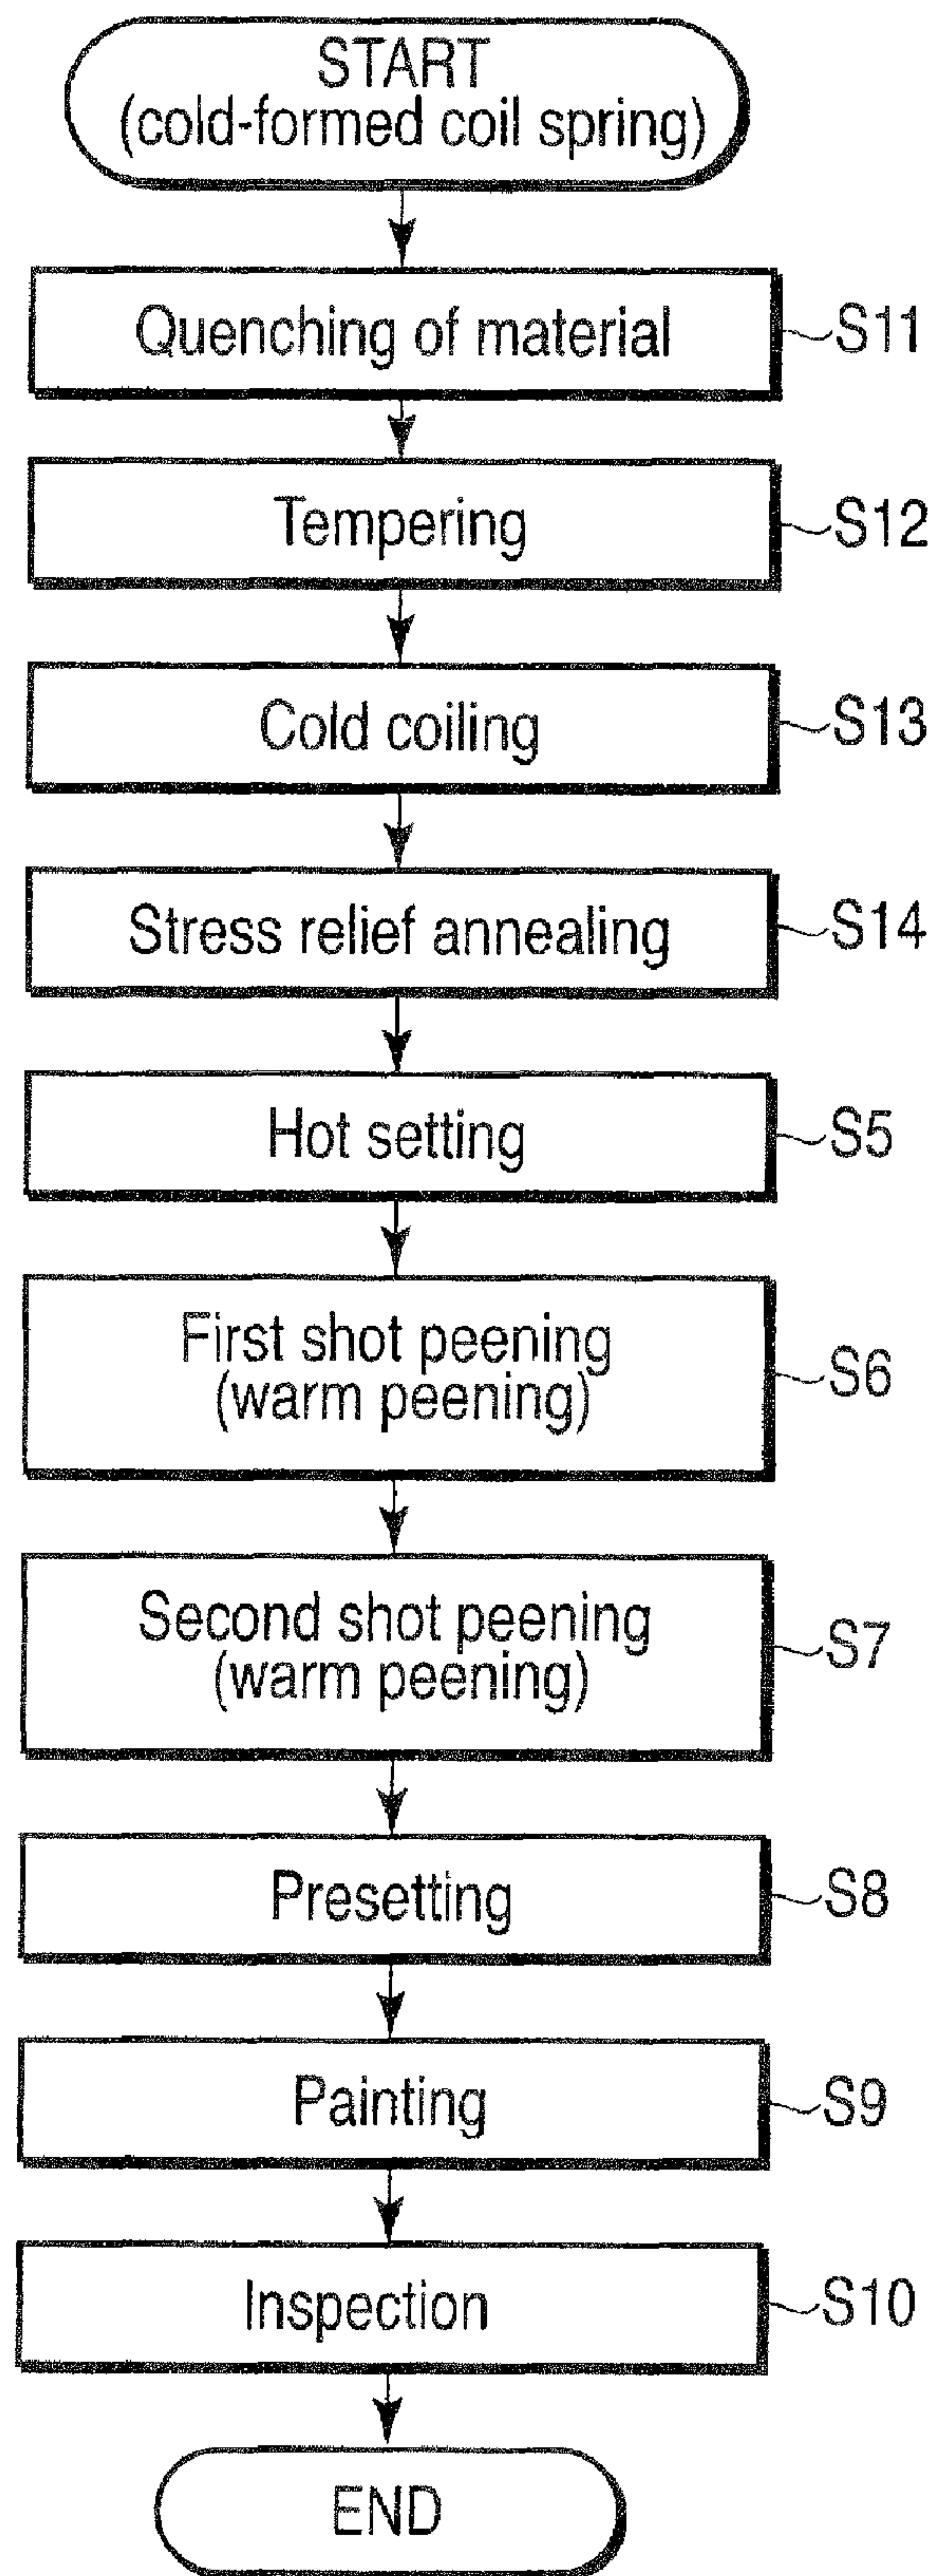 START
(cold-formed coil spring)
Quenching of material
S11
Tempering
S12
Cold coiling
S13
Stress relief annealing
S14
Hot setting
S5
First shot peening
(warm peening)
S6
Second shot peening
(warm peening)
S7
Presetting
S8
Painting
S9
Inspection
S10
END